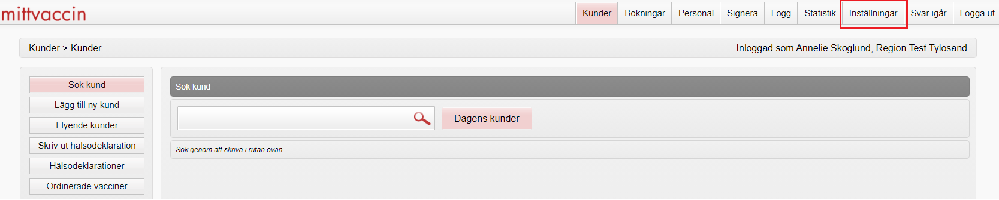 mittvaccin
Kunder Bokningar Personal Signera Logg Statistik Inställningar Svar igår Logga ut
Kunder > Kunder
Inloggad som Annelie Skoglund, Region Test Tylösand
Sök kund
Lägg till ny kund
Flyende kunder
Skriv ut hälsodeklaration
Hälsodeklarationer
Ordinerade vacciner
Sök kund
Dagens kunder
Sök genom att skriva i rutan ovan.